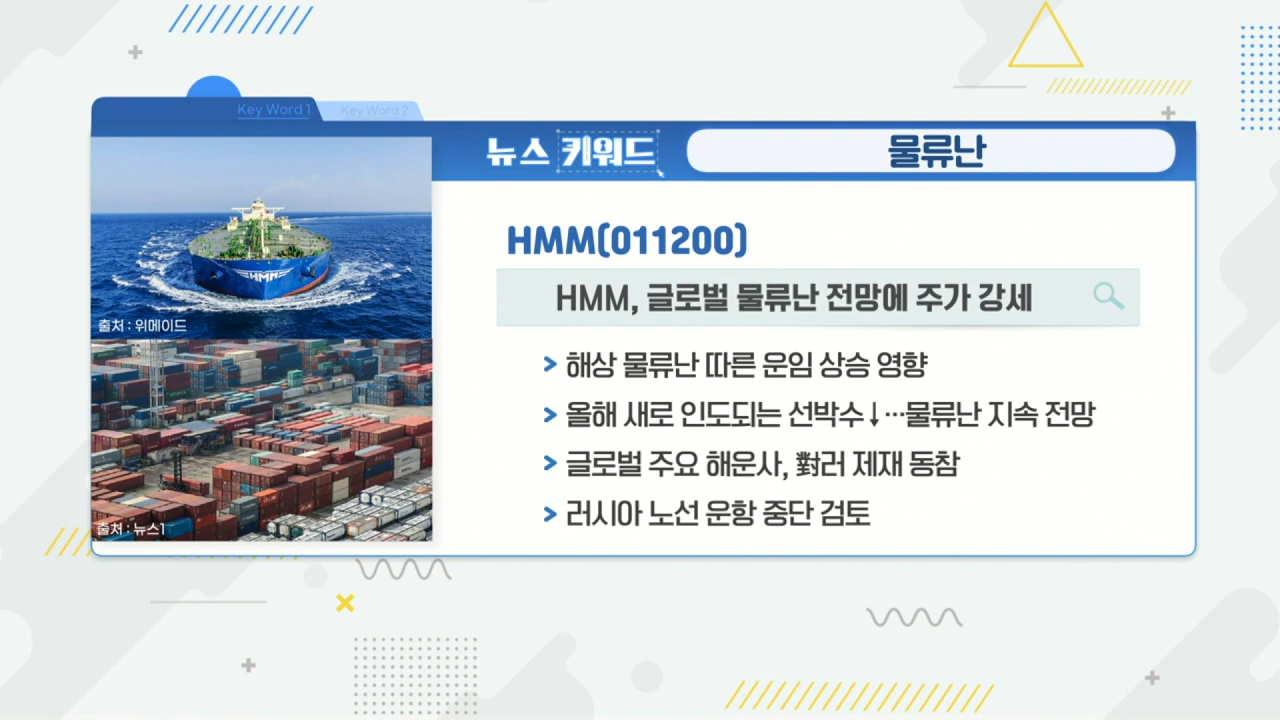 Key Word 1
Key Word 2
뉴스 키워드
물류난
HMM(011200)
HMM, 글로벌 물류난 전망에 주가 강세
> 해상 물류난 따른 운임 상승 영향
> 올해 새로 인도되는 선박수↓…물류난 지속 전망
> 글로벌 주요 해운사, 對러 제재 동참
> 러시아 노선 운항 중단 검토
HMM
출처 : 위메이드
출처 : 뉴스1